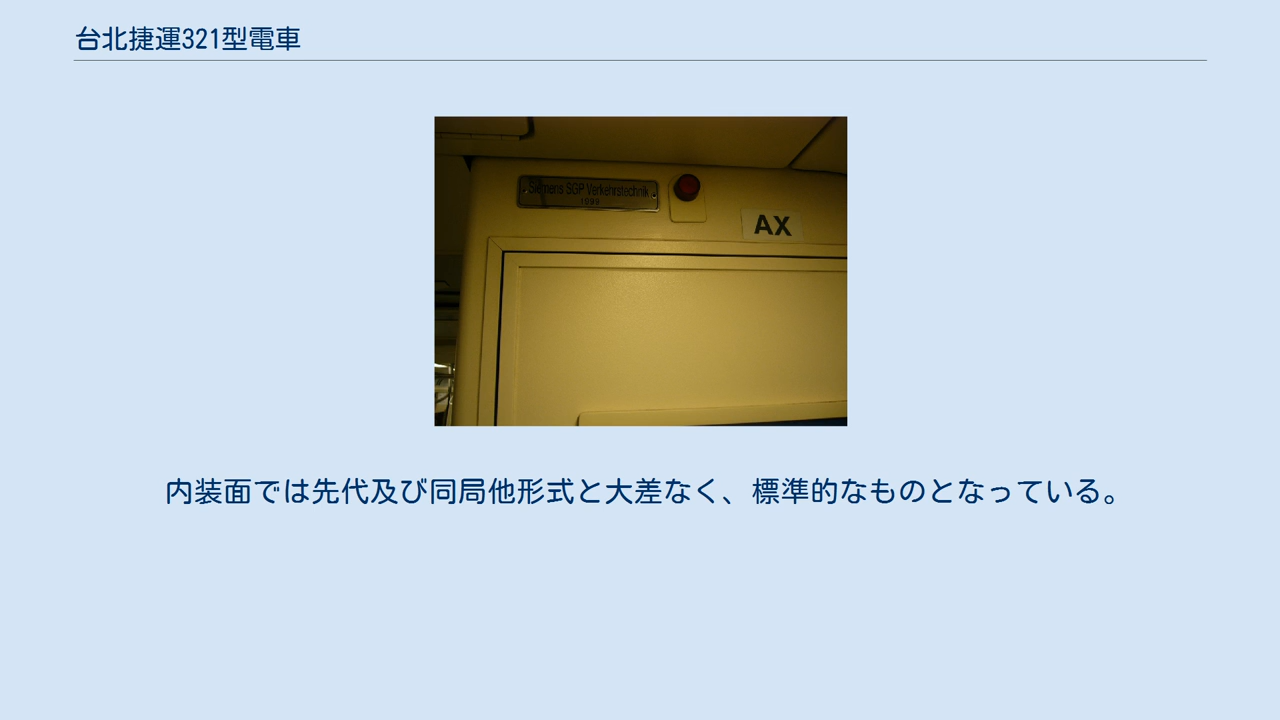 台北捷運321型電車
Siemens SGP Verkehrstechnik
1999
AX
内装面では先代及び同局他形式と大差なく、標準的なものとなっている。